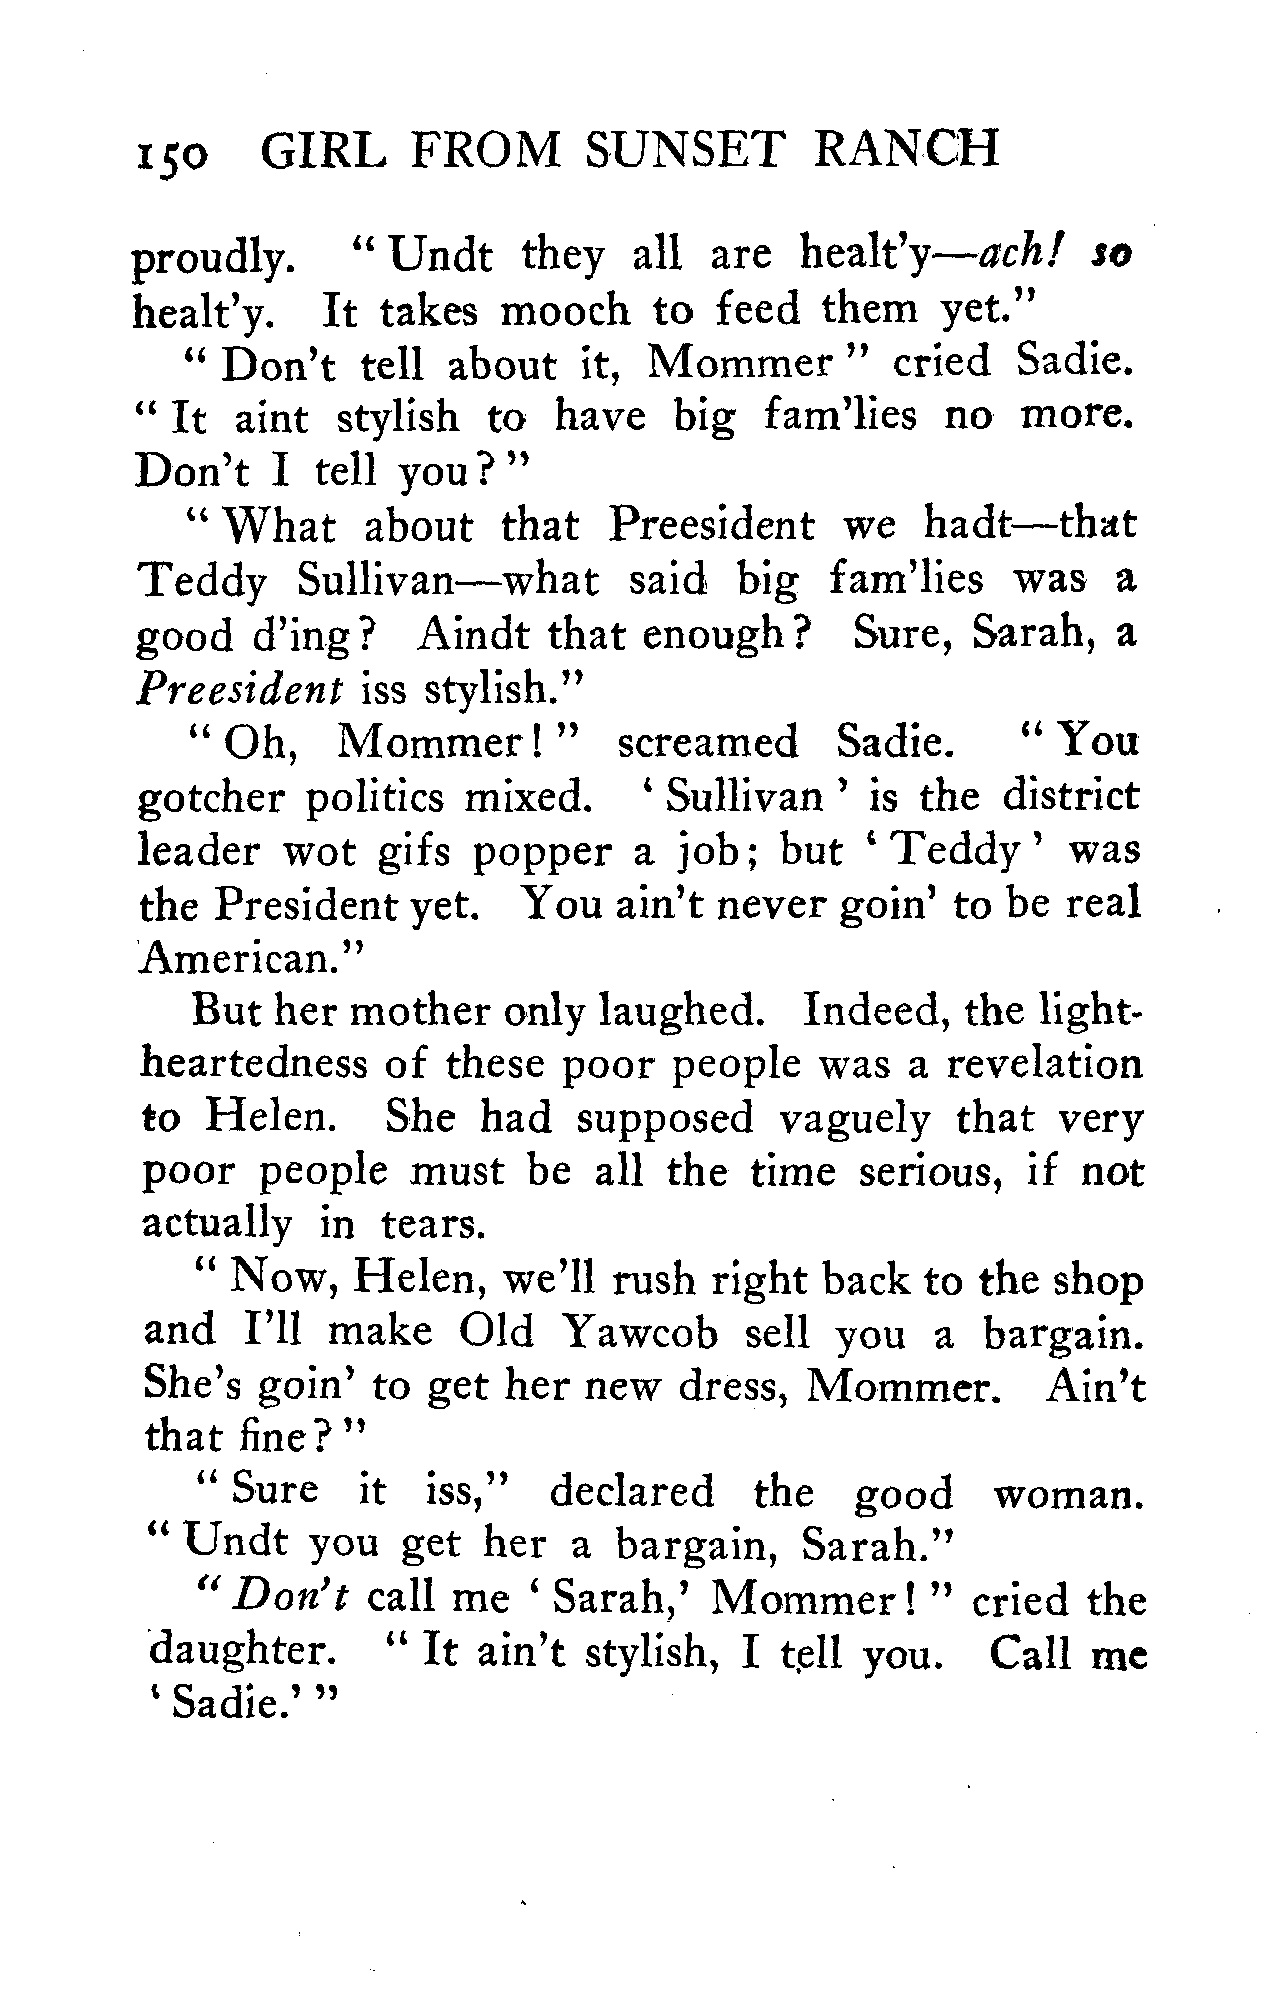 150 GIRL FROM SUNSET RANCH
proudly. “ Undt they all are healt’y—ach! so
healt’y. It takes mooch to feed them yet.”
“ Don’t tell about it, Mommer ” cried Sadie.
“ It aint stylish to have big fam’lies no more.
Don’t I tell you? ”
“ What about that Preesident we hadt—that
Teddy Sullivan—what said big fam’lies was a
good d’ing? Aindt that enough? Sure, Sarah, a
Preesident iss stylish.”
“ Oh, Mommer! ” screamed Sadie. “ You
gotcher politics mixed. ‘ Sullivan ’ is the district
leader wot gifs popper a job; but ‘ Teddy ’ was
the President yet. You ain’t never goin’ to be real
American.”
But her mother only laughed. Indeed, the light-
heartedness of these poor people was a revelation
to Helen. She had supposed vaguely that very
poor people must be all the time serious, if not
actually in tears.
“ Now, Helen, we’ll rush right back to the shop
and I’ll make Old Yawcob sell you a bargain.
She’s goin’ to get her new dress, Mommer. Ain’t
that fine? ”
“ Sure it iss,” declared the good woman.
“ Undt you get her a bargain, Sarah.”
“ Don’t call me ‘ Sarah,’ Mommer! ” cried the
daughter. “ It ain’t stylish, I tell you. Call me
‘ Sadie.’ ”